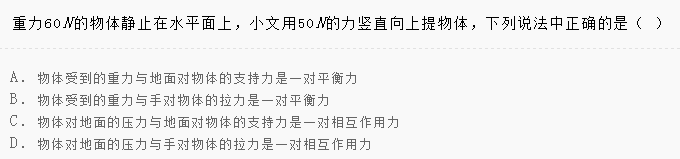 重力60N的物体静止在水平面上，小文用50N的力竖直向上提物体，下列说法中正确的是（ ）
A. 物体受到的重力与地面对物体的支持力是一对平衡力
B. 物体受到的重力与手对物体的拉力是一对平衡力
C. 物体对地面的压力与地面对物体的支持力是一对相互作用力
D. 物体对地面的压力与手对物体的拉力是一对相互作用力